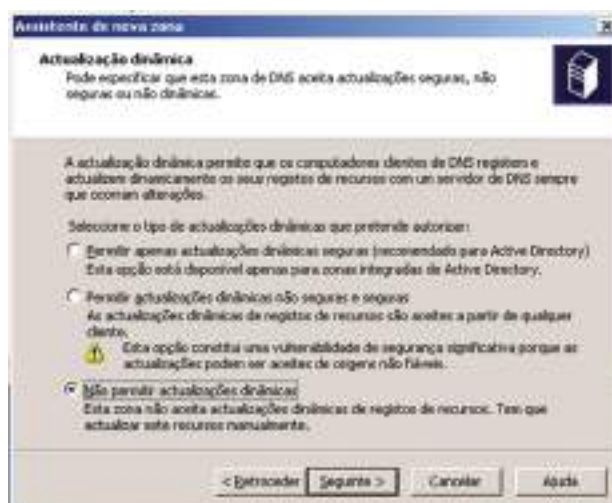 Assistente de nova zona
Actualização dinâmica
Pode especificar que esta zona de DNS aceita actualizações seguras, não
seguras ou não dinâmicas.
A actualização dinâmica permite que os computadores clientes de DNS registem e
actualizem dinamicamente os seus registos de recursos com um servidor de DNS sempre
que ocorram alterações.
Seleccione o tipo de actualizações dinâmicas que pretende autorizar:
Permitir apenas actualizações dinâmicas seguras (recomendado para Active Directory)
Esta opção está disponível apenas para zonas integradas de Active Directory.
Permitir actualizações dinâmicas não seguras e seguras
As actualizações dinâmicas de registos de recursos são aceites a partir de qualquer
cliente.
Esta opção constitui uma vulnerabilidade de segurança significativa porque as
actualizações podem ser aceites de origens não fiáveis.
Não permitir actualizações dinâmicas
Esta zona não aceita actualizações dinâmicas de registos de recursos. Tem que
actualizar este recursos manualmente.
< Retroceder Seguinte > Cancelar Ajuda